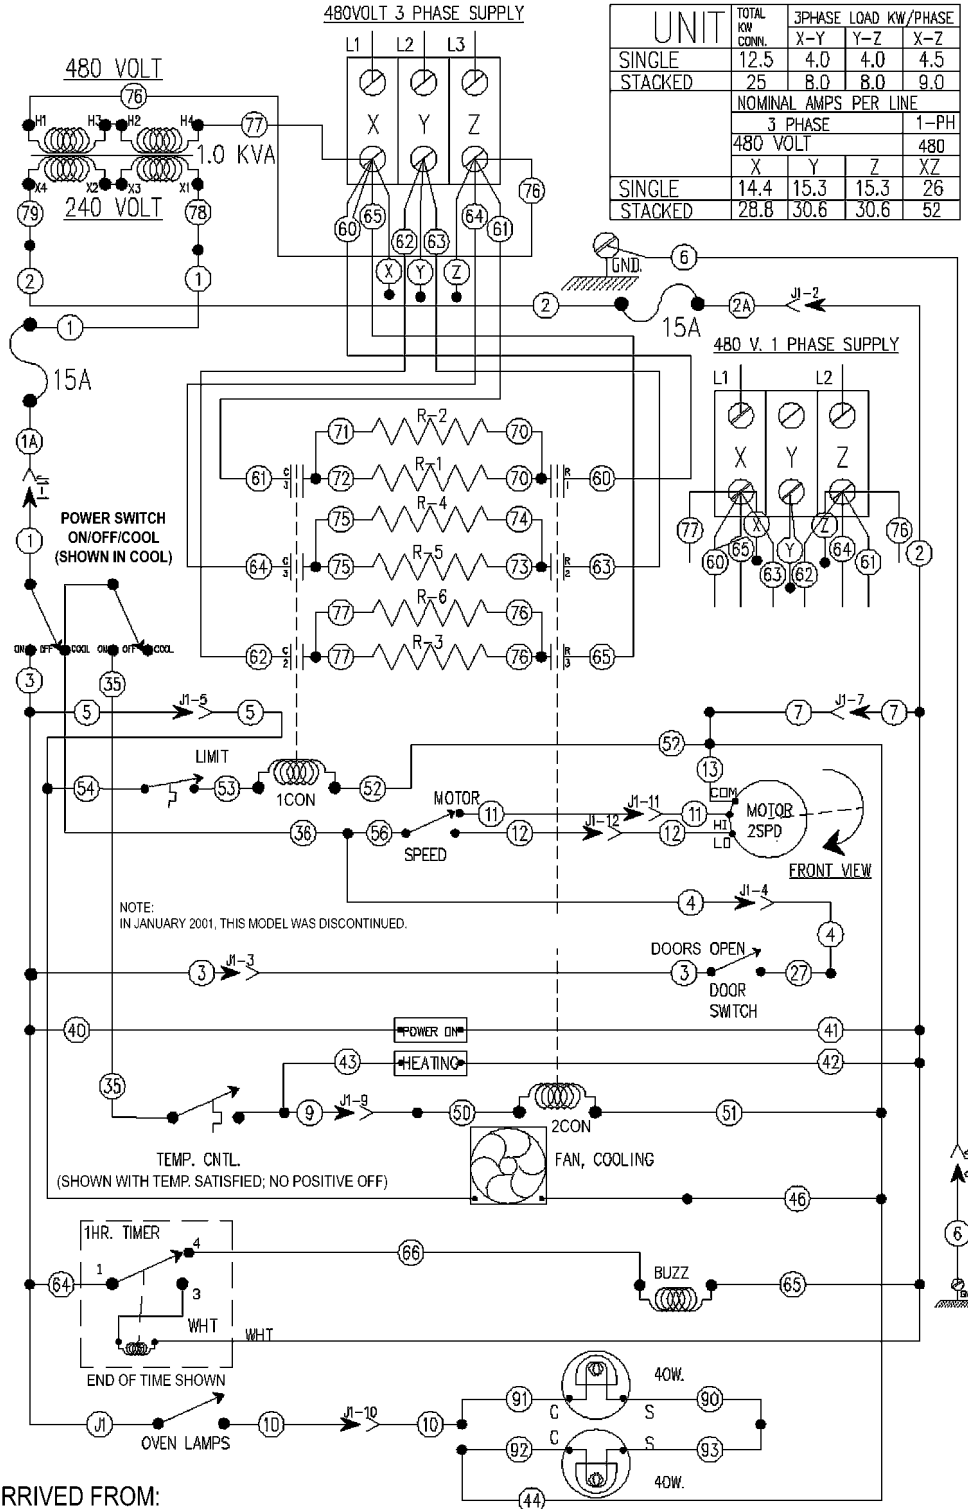 480VOLT 3 PHASE SUPPLY
L1 L2 L3
X Y Z
UNIT TOTAL KW CONN. 3PHASE LOAD KW/PHASE
X-Y Y-Z X-Z
SINGLE 12.5 4.0 4.0 4.5
STACKED 25 8.0 8.0 9.0
NOMINAL AMPS PER LINE
3 PHASE 1-PH
480 VOLT 480
X Y Z XZ
SINGLE 14.4 15.3 15.3 26
STACKED 28.8 30.6 30.6 52
480 VOLT
76
H1 H3 H2 H4 77
1.0 KVA
X4 X2 X3 X1
240 VOLT
79 78
76
60 65 62 63 64 61
X Y Z
GND. 6
2 1
2 15A 2A J1-2
1
15A
480 V. 1 PHASE SUPPLY
L1 L2
X Y Z
77 X Z 76
60 65 63 Y 62 64 61 2
1A
J1-1
1
POWER SWITCH
ON/OFF/COOL
(SHOWN IN COOL)
ON OFF COOL ON OFF COOL
71 R-2 70
61 C3 72 R-1 70 R1 60
75 R-4 74
64 C3 75 R-5 73 R2 63
77 R-6 76
62 C2 77 R-3 76 R3 65
3 35
5 J1-5 5
7 J1-7 7
52
LIMIT
54 53 1CON 52
13
COM
MOTOR 11 J1-11 11
36 56 12 J1-12 12
SPEED
HI
LO
MOTOR
2SPD
FRONT VIEW
4 J1-4
4
NOTE:
IN JANUARY 2001, THIS MODEL WAS DISCONTINUED.
3 J1-3
DOORS OPEN
3 27
DOOR
SWITCH
40 POWER ON 41
43 HEATING 42
35
9 J1-9 50 2CON 51
TEMP. CNTL.
(SHOWN WITH TEMP. SATISFIED; NO POSITIVE OFF)
FAN, COOLING
46
6
1HR. TIMER
64 1 4 66
3
BUZZ 65
WHT WHT
END OF TIME SHOWN
J1 10 J1-10 10
OVEN LAMPS
91 C S 90
40W.
92 C S 93
40W.
44
RRIVED FROM: